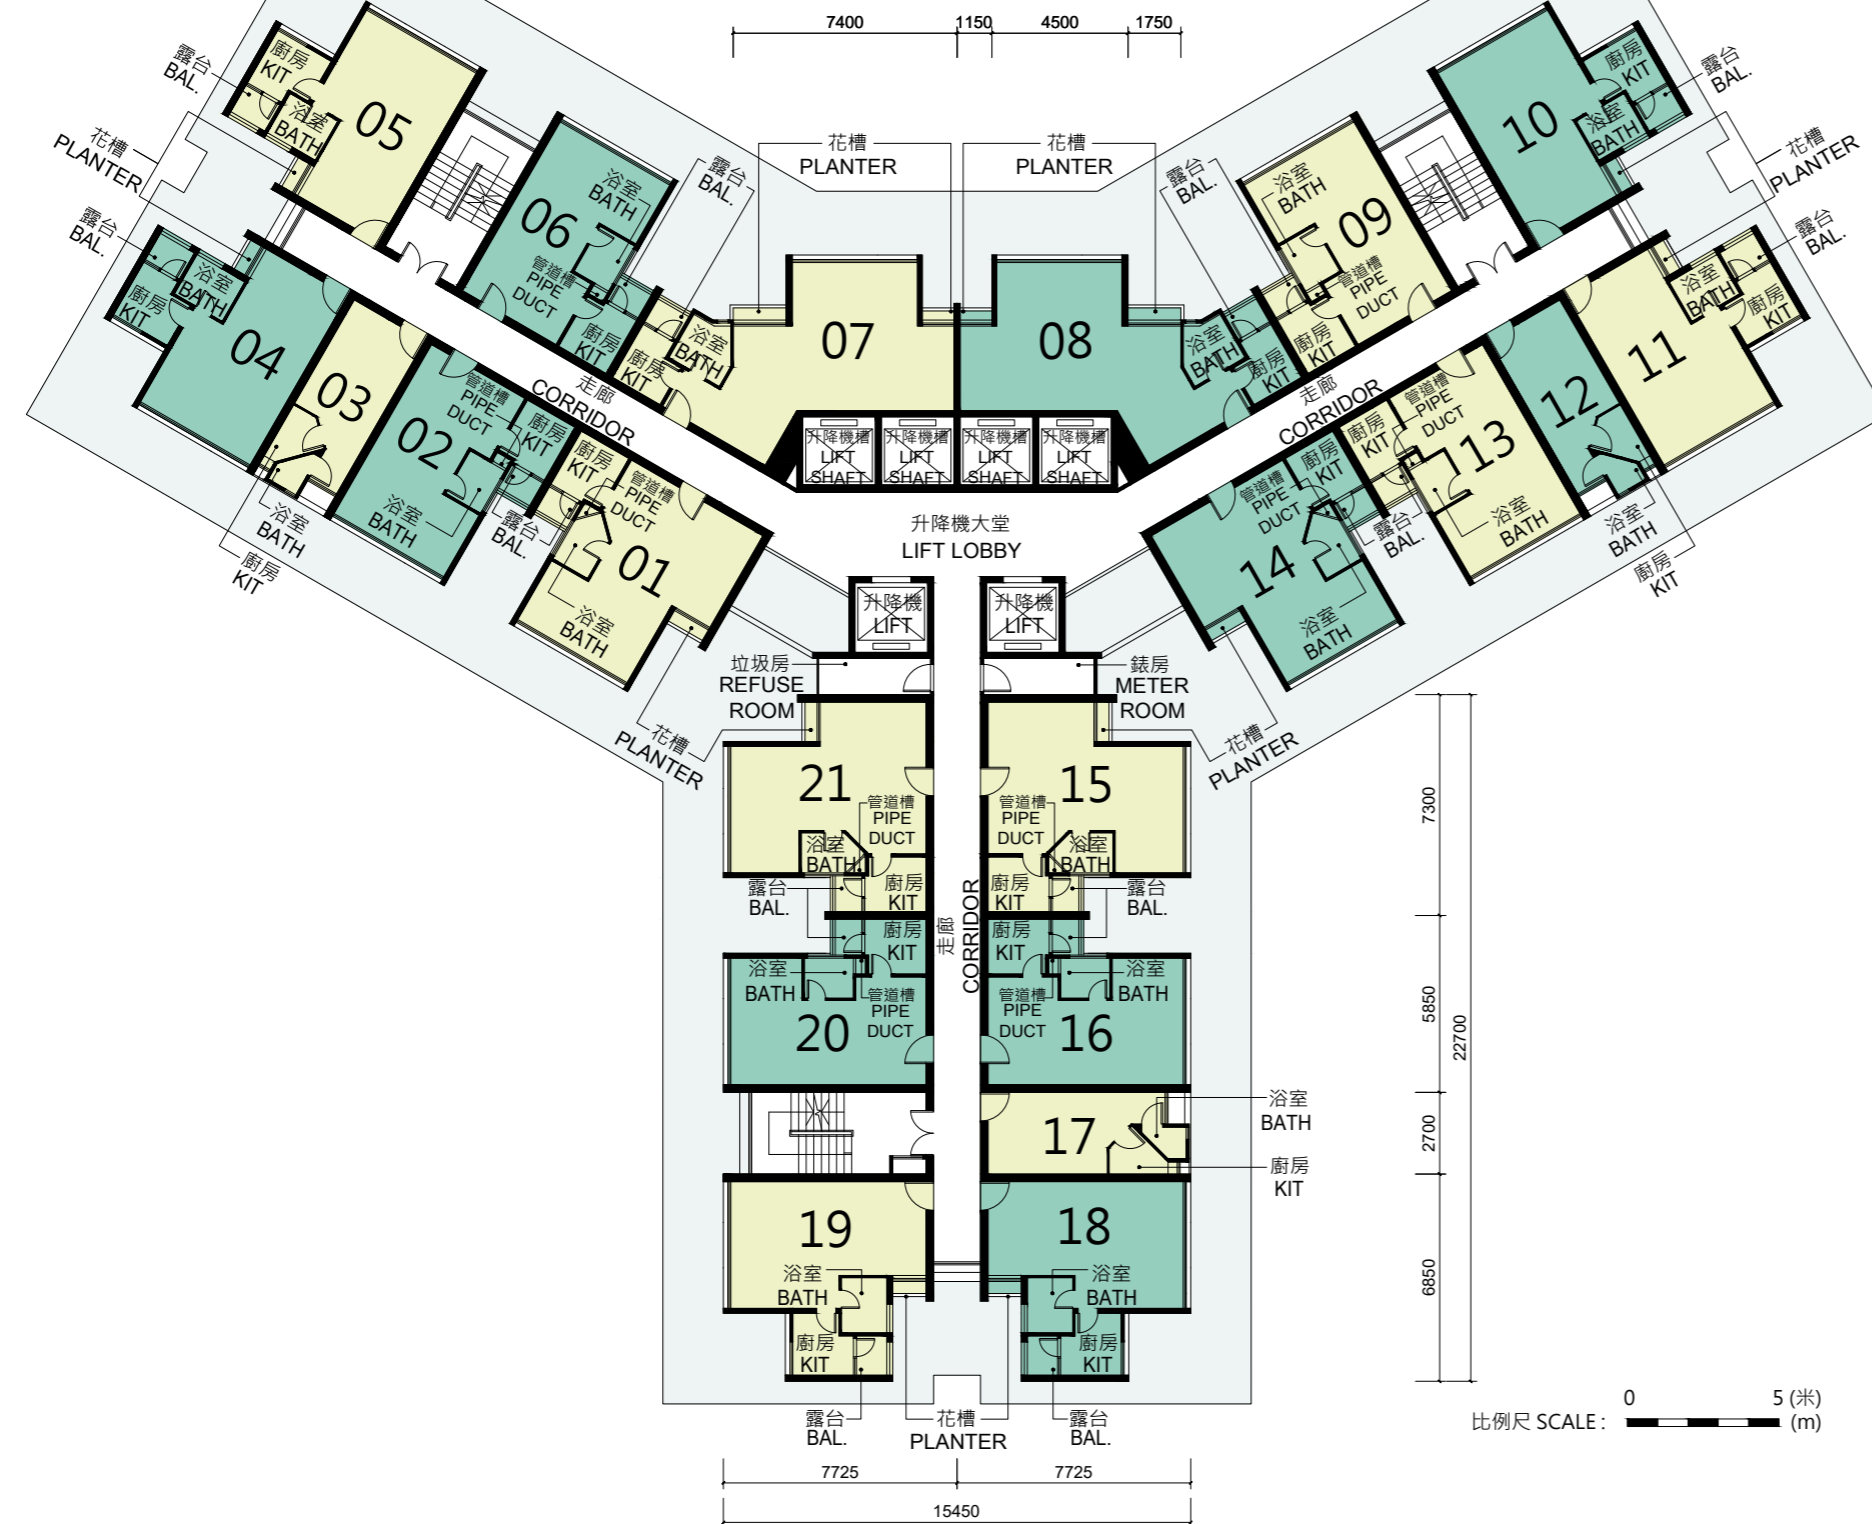 7400
1150
4500
1750
廚房
KIT
露台
BAL.
浴室
BATH
05
花槽
PLANTER
露台
BAL.
浴室
BATH
廚房
KIT
04
03
浴室
BATH
廚房
KIT
浴室
BATH
06
管道槽
PIPE
DUCT
廚房
KIT
露台
BAL.
花槽
PLANTER
廚房
KIT
浴室
BATH
07
花槽
PLANTER
08
浴室
BATH
廚房
KIT
露台
BAL.
浴室
BATH
09
管道槽
PIPE
DUCT
廚房
KIT
10
廚房
KIT
浴室
BATH
露台
BAL.
花槽
PLANTER
露台
BAL.
浴室
BATH
廚房
KIT
11
12
浴室
BATH
廚房
KIT
走廊
CORRIDOR
走廊
CORRIDOR
02
管道槽
PIPE
DUCT
廚房
KIT
浴室
BATH
露台
BAL.
廚房
KIT
管道槽
PIPE
DUCT
01
浴室
BATH
花槽
PLANTER
升降機槽
LIFT
SHAFT
升降機槽
LIFT
SHAFT
升降機槽
LIFT
SHAFT
升降機槽
LIFT
SHAFT
升降機大堂
LIFT LOBBY
升降機
LIFT
升降機
LIFT
廚房
KIT
管道槽
PIPE
DUCT
13
浴室
BATH
露台
BAL.
廚房
KIT
管道槽
PIPE
DUCT
14
浴室
BATH
花槽
PLANTER
垃圾房
REFUSE
ROOM
錶房
METER
ROOM
21
管道槽
PIPE
DUCT
浴室
BATH
廚房
KIT
露台
BAL.
15
管道槽
PIPE
DUCT
浴室
BATH
廚房
KIT
露台
BAL.
走廊
CORRIDOR
廚房
KIT
浴室
BATH
管道槽
PIPE
DUCT
20
廚房
KIT
浴室
BATH
管道槽
PIPE
DUCT
16
17
浴室
BATH
廚房
KIT
19
浴室
BATH
廚房
KIT
露台
BAL.
18
浴室
BATH
廚房
KIT
露台
BAL.
花槽
PLANTER
7300
5850
2700
6850
22700
7725
7725
15450
0
5 (米)
比例尺 SCALE :
(m)